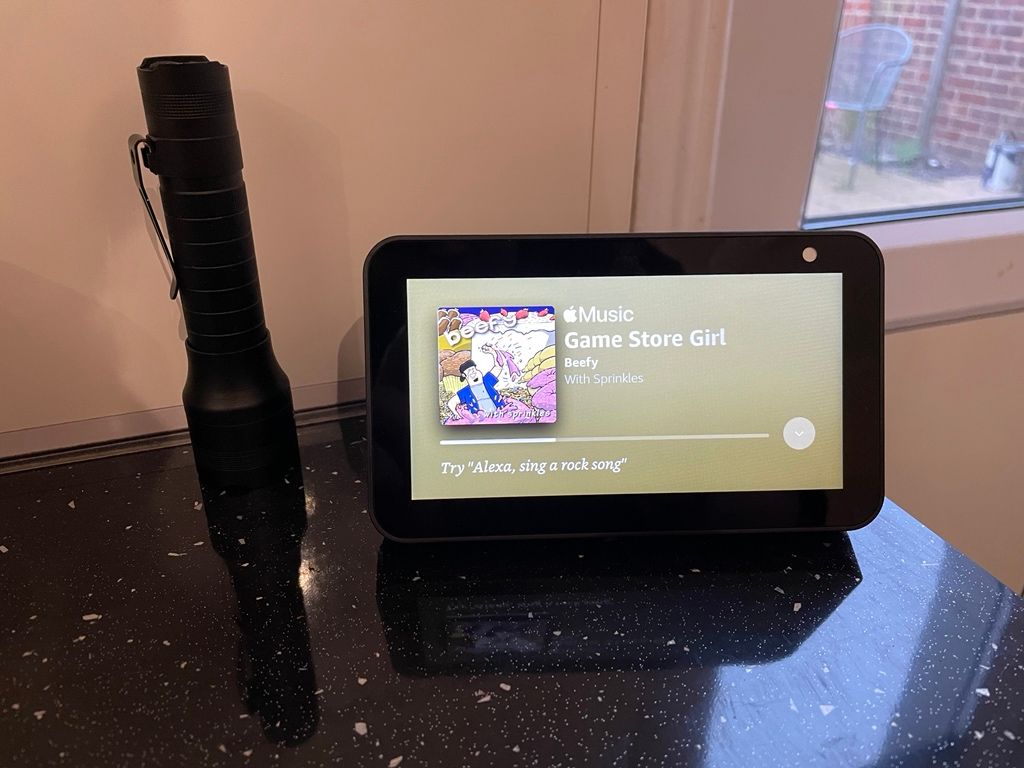 beefy
with sprinkles
Music
Game Store Girl
Beefy
With Sprinkles
Try "Alexa, sing a rock song"